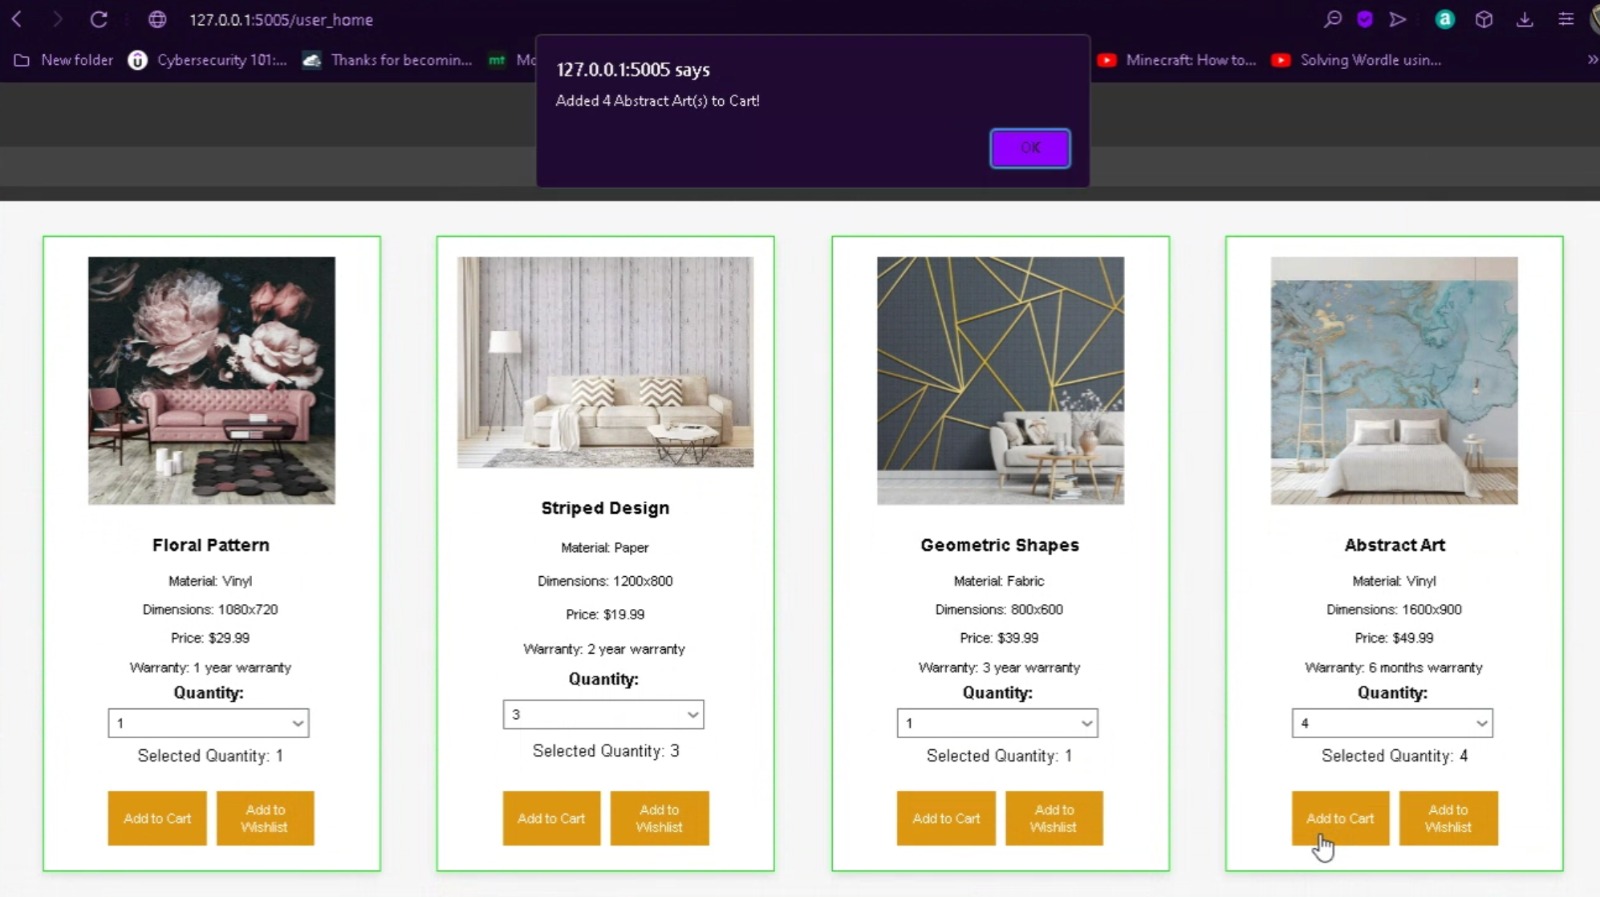 127.0.0.1:5005/user_home
New folder
Cybersecurity 101:...
Thanks for becomin...
mt
Minecraft: How to...
Solving Wordle usin...
127.0.0.1:5005 says
Added 4 Abstract Art(s) to Cart!
OK
Floral Pattern
Material: Vinyl
Dimensions: 1080x720
Price: $29.99
Warranty: 1 year warranty
Quantity:
1
Selected Quantity: 1
Add to Cart
Add to
Wishlist
Striped Design
Material: Paper
Dimensions: 1200x800
Price: $19.99
Warranty: 2 year warranty
Quantity:
3
Selected Quantity: 3
Add to Cart
Add to
Wishlist
Geometric Shapes
Material: Fabric
Dimensions: 800x600
Price: $39.99
Warranty: 3 year warranty
Quantity:
1
Selected Quantity: 1
Add to Cart
Add to
Wishlist
Abstract Art
Material: Vinyl
Dimensions: 1600x900
Price: $49.99
Warranty: 6 months warranty
Quantity:
4
Selected Quantity: 4
Add to Cart
Add to
Wishlist